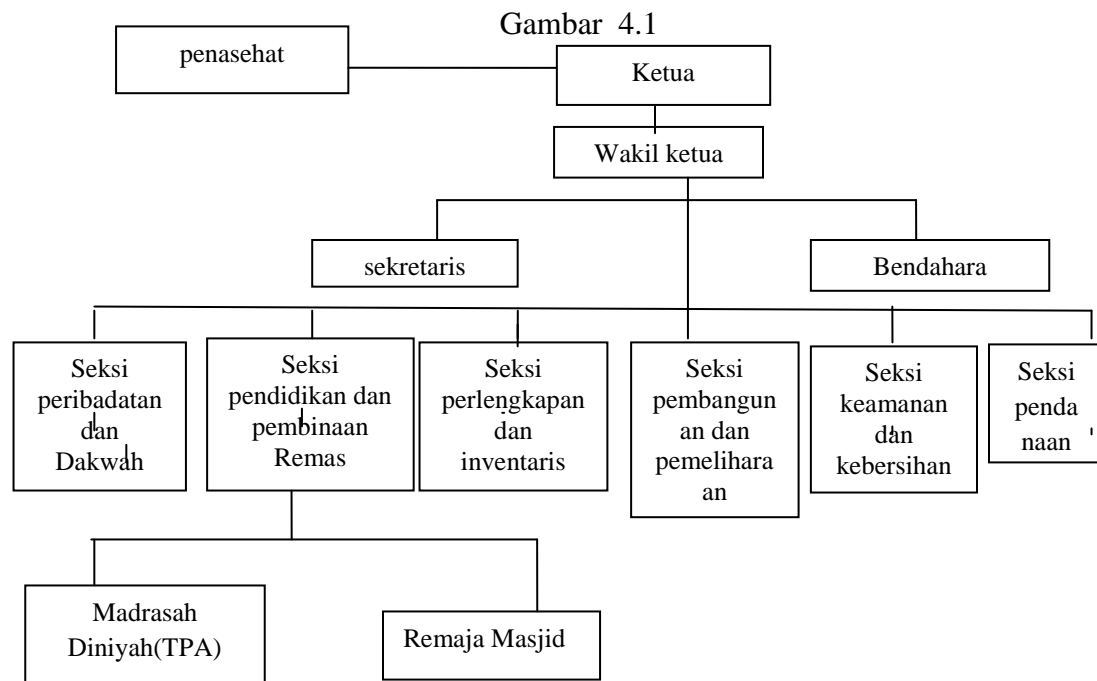 Gambar 4.1
penasehat
Ketua
Wakil ketua
sekretaris
Bendahara
Seksi
peribadatan
dan
Dakwah
Seksi
pendidikan dan
pembinaan
Remas
Seksi
perlengkapan
dan
inventaris
Seksi
pembangun
an dan
pemelihara
an
Seksi
keamanan
dan
kebersihan
Seksi
penda
naan
Madrasah
Diniyah(TPA)
Remaja Masjid